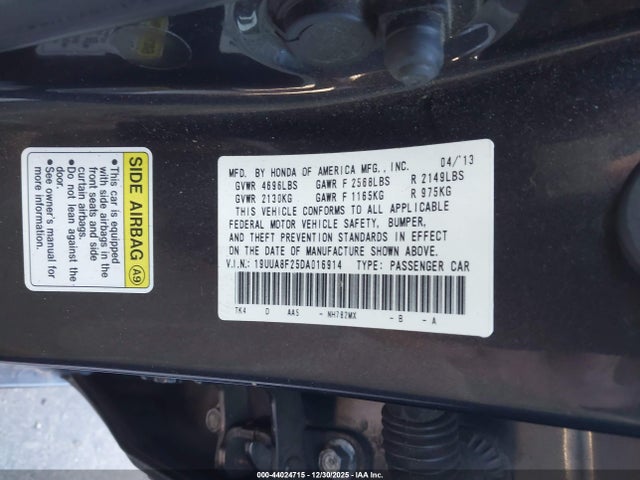 SIDE AIRBAG A9
• This car is equipped
with side airbags in the
front seats and side
curtain airbags.
• Do not lean against the
door.
• See owner's manual for
more information.
MFD. BY HONDA OF AMERICA MFG., INC. 04/13
GVWR 4696LBS GAWR F 2568LBS R 2149LBS
GVWR 2130KG GAWR F 1165KG R 975KG
THIS VEHICLE CONFORMS TO ALL APPLICABLE
FEDERAL MOTOR VEHICLE SAFETY, BUMPER,
AND THEFT PREVENTION STANDARDS IN EFFECT
ON THE DATE OF MANUFACTURE SHOWN ABOVE.
V.I.N.: 19UUA8F25DA016914 TYPE: PASSENGER CAR
TK4 D AAS - NH782MX - B - A
000-44024715 - 12/30/2025 - IAA Inc.